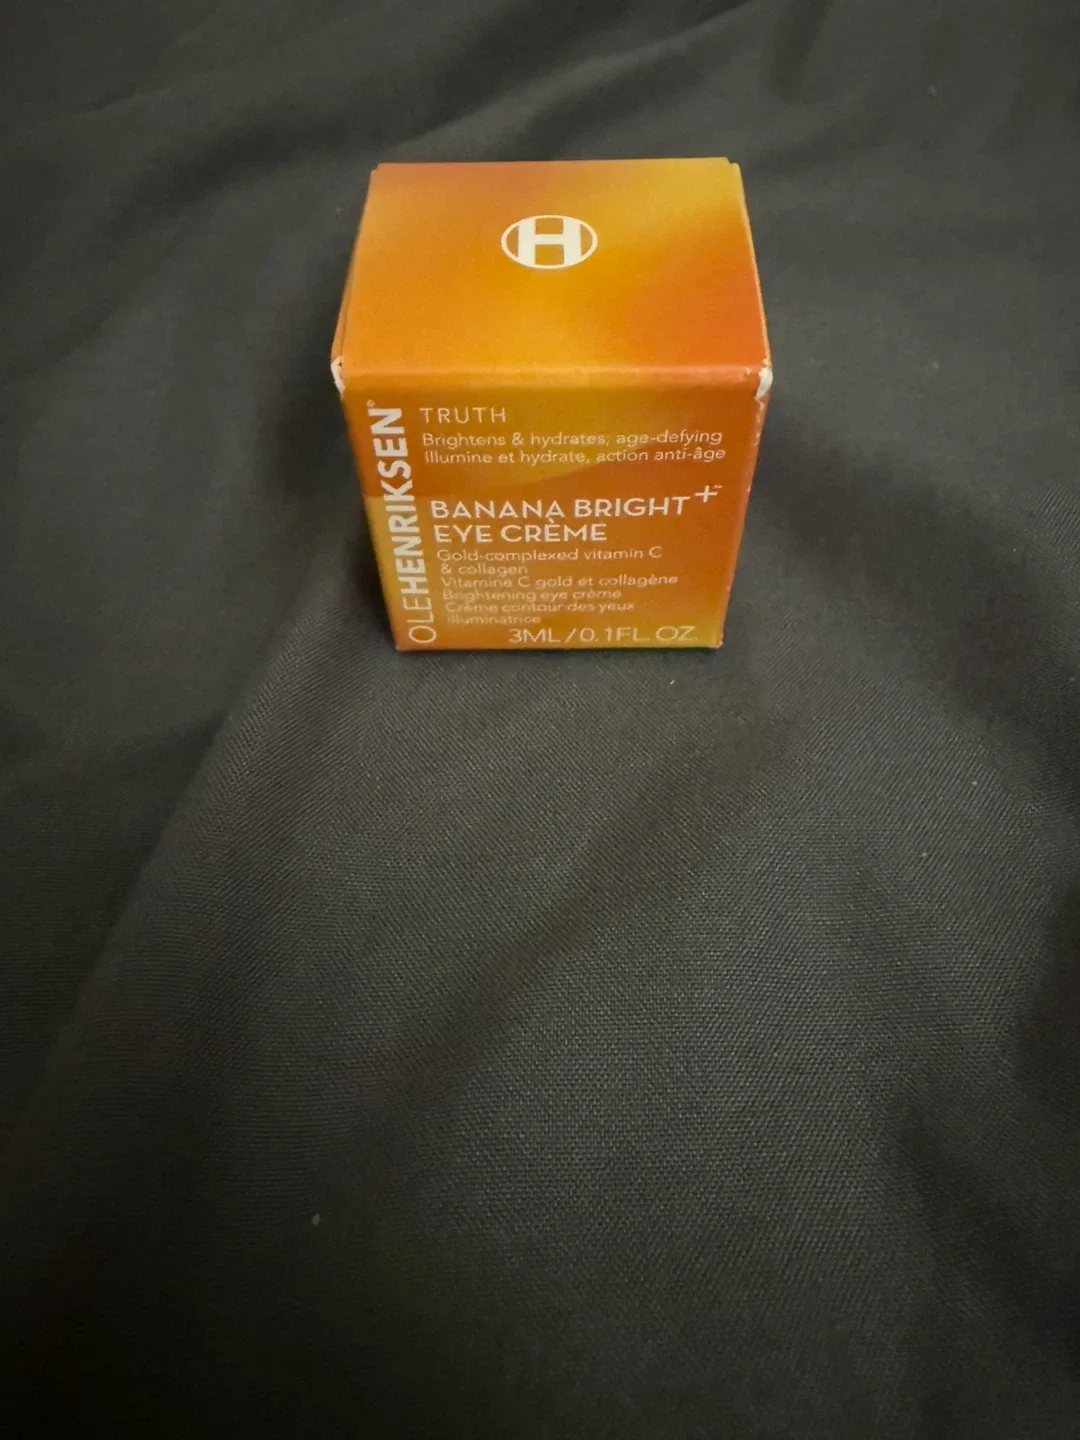 H
OLEHENRIKSEN®
TRUTH
Brightens & hydrates, age-defying
Illumine et hydrate, action anti-âge
BANANA BRIGHT+™
EYE CRÈME
Gold-complexed vitamin C
& collagen
Vitamine C gold et collagène
Brightening eye crème
Crème contour des yeux
illuminatrice
3ML/0.1FL. OZ.